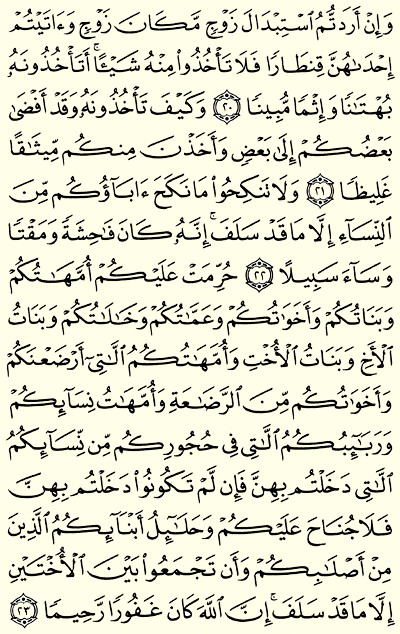 وَإِنْ أَرَدتُّمُ ٱسْتِبْدَالَ زَوْجٍ مَّكَانَ زَوْجٍ وَءَاتَيْتُمْ
إِحْدَىٰهُنَّ قِنطَارًا فَلَا تَأْخُذُوا۟ مِنْهُ شَيْـًٔا ۚ أَتَأْخُذُونَهُۥ
بُهْتَـٰنًا وَإِثْمًا مُّبِينًا ﴿٢٠﴾ وَكَيْفَ تَأْخُذُونَهُۥ وَقَدْ أَفْضَىٰ
بَعْضُكُمْ إِلَىٰ بَعْضٍ وَأَخَذْنَ مِنكُم مِّيثَـٰقًا
غَلِيظًا ﴿٢١﴾ وَلَا تَنكِحُوا۟ مَا نَكَحَ ءَابَآؤُكُم مِّنَ
ٱلنِّسَآءِ إِلَّا مَا قَدْ سَلَفَ ۚ إِنَّهُۥ كَانَ فَـٰحِشَةً وَمَقْتًا
وَسَآءَ سَبِيلًا ﴿٢٢﴾ حُرِّمَتْ عَلَيْكُمْ أُمَّهَـٰتُكُمْ
وَبَنَاتُكُمْ وَأَخَوَٰتُكُمْ وَعَمَّـٰتُكُمْ وَخَـٰلَـٰتُكُمْ وَبَنَاتُ
ٱلْأَخِ وَبَنَاتُ ٱلْأُخْتِ وَأُمَّهَـٰتُكُمُ ٱلَّـٰتِىٓ أَرْضَعْنَكُمْ
وَأَخَوَٰتُكُم مِّنَ ٱلرَّضَـٰعَةِ وَأُمَّهَـٰتُ نِسَآئِكُمْ
وَرَبَـٰٓئِبُكُمُ ٱلَّـٰتِى فِى حُجُورِكُم مِّن نِّسَآئِكُمُ
ٱلَّـٰتِى دَخَلْتُم بِهِنَّ فَإِن لَّمْ تَكُونُوا۟ دَخَلْتُم بِهِنَّ
فَلَا جُنَاحَ عَلَيْكُمْ وَحَلَـٰٓئِلُ أَبْنَآئِكُمُ ٱلَّذِينَ
مِنْ أَصْلَـٰبِكُمْ وَأَن تَجْمَعُوا۟ بَيْنَ ٱلْأُخْتَيْنِ
إِلَّا مَا قَدْ سَلَفَ ۗ إِنَّ ٱللَّهَ كَانَ غَفُورًا رَّحِيمًا ﴿٢٣﴾